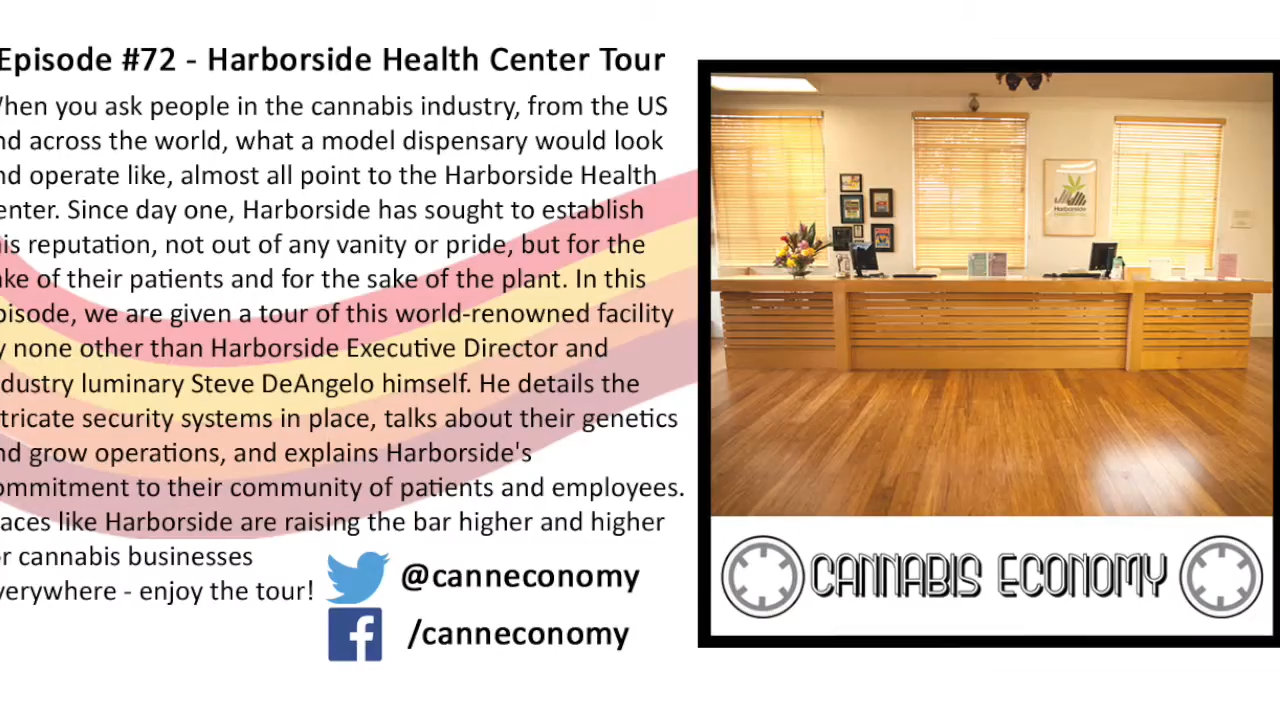 Episode #72 - Harborside Health Center Tour
hen you ask people in the cannabis industry, from the US
nd across the world, what a model dispensary would look
nd operate like, almost all point to the Harborside Health
enter. Since day one, Harborside has sought to establish
his reputation, not out of any vanity or pride, but for the
ake of their patients and for the sake of the plant. In this
pisode, we are given a tour of this world-renowned facility
y none other than Harborside Executive Director and
ndustry luminary Steve DeAngelo himself. He details the
tricate security systems in place, talks about their genetics
nd grow operations, and explains Harborside's
ommitment to their community of patients and employees.
laces like Harborside are raising the bar higher and higher
or cannabis businesses
verywhere - enjoy the tour!
@canneconomy
/canneconomy
Harborside
CANNABIS ECONOMY